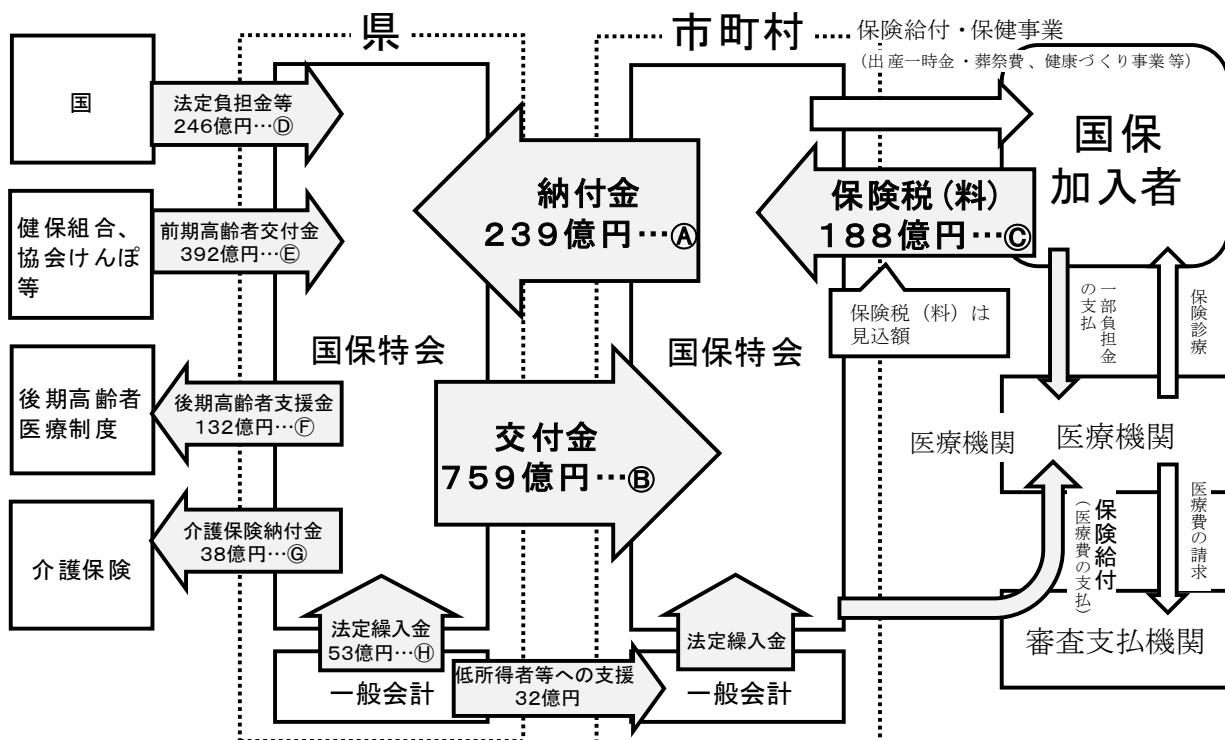 県
市町村
保険給付・保健事業
（出産一時金・葬祭費、健康づくり事業等）
国
法定負担金等
246億円…Ⓓ
国保
加入者
健保組合、
協会けんぽ
等
前期高齢者交付金
392億円…Ⓔ
納付金
２３９億円…Ⓐ
保険税（料）
１８８億円…Ⓒ
保険税（料）は
見込額
一部負担金
の支払
保険診療
国保特会
国保特会
後期高齢者
医療制度
後期高齢者支援金
132億円…Ⓕ
交付金
７５９億円…Ⓑ
医療機関
医療機関
介護保険
介護保険納付金
38億円…Ⓖ
保険給付
（医療費の支払）
医療費の請求
審査支払機関
法定繰入金
53億円…Ⓗ
法定繰入金
一般会計
低所得者等への支援
32億円
一般会計